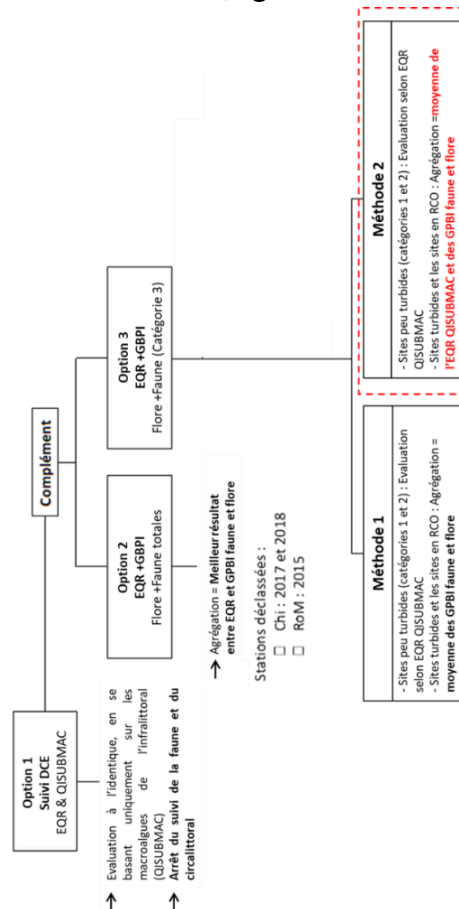 Complément
Option 1
Suivi DCE
EQR & QISUBMAC
→ Evaluation à l'identique, en se
basant uniquement sur les
macroalgues de l'infralittoral
(QISUBMAC)
→ Arrêt du suivi de la faune et du
circalittoral
Option 2
EQR +GBPI
Flore +Faune totales
→ Agrégation = Meilleur résultat
entre EQR et GPBI faune et flore
Stations déclassées :
□ Chi : 2017 et 2018
□ RoM : 2015
Option 3
EQR +GBPI
Flore +Faune (Catégorie 3)
Méthode 1
- Sites peu turbides (catégories 1 et 2) : Evaluation
selon EQR QISUBMAC
- Sites turbides et les sites en RCO : Agrégation =
moyenne des GPBI faune et flore
Méthode 2
- Sites peu turbides (catégories 1 et 2) : Evaluation selon EQR
QISUBMAC
- Sites turbides et les sites en RCO : Agrégation =moyenne de
l'EQR QISUBMAC et des GPBI faune et flore